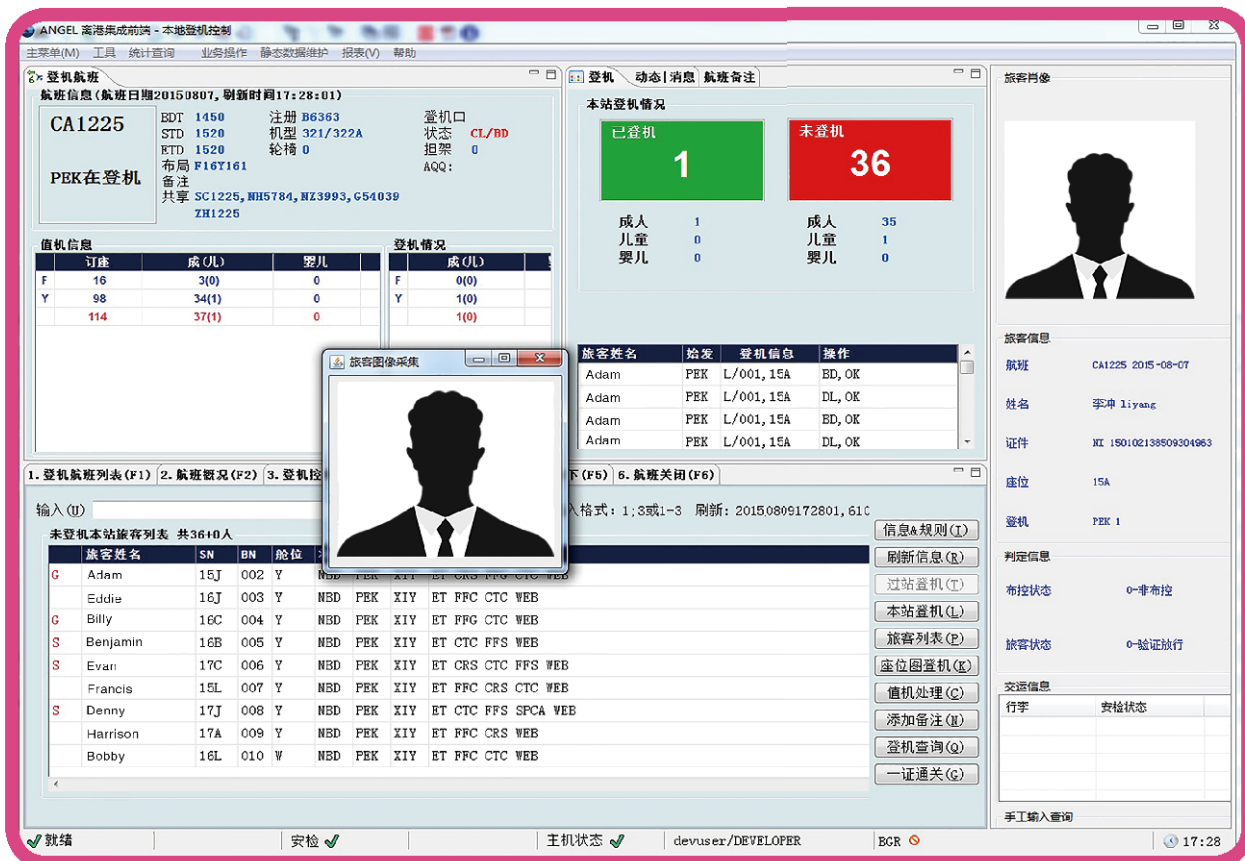 ANGEL 离港集成前端 - 本地登机控制
主菜单(M) 工具 统计查询 业务操作 静态数据维护 报表(V) 帮助
登机航班
航班信息(航班日期20150807,刷新时间17:28:01)
CA1225
PEK在登机
BDT 1450 注册 B6363 登机口
STD 1520 机型 321/322A 状态 CL/BD
ETD 1520 轮椅 0 担架 0
布局 F16Y161 AQQ:
备注
共享 SC1225,NH5784,NZ3993,G54039
ZH1225
值机信息
订座 成(儿) 婴儿
F 16 3(0) 0
Y 98 34(1) 0
114 37(1) 0
登机情况
成(儿)
F 0(0)
Y 1(0)
1(0)
登机 动态|消息 航班备注
本站登机情况
已登机 未登机
1 36
成人 1 成人 35
儿童 0 儿童 1
婴儿 0 婴儿 0
旅客姓名 始发 登机信息 操作
Adam PEK L/001,15A BD,OK
Adam PEK L/001,15A DL,OK
Adam PEK L/001,15A BD,OK
Adam PEK L/001,15A DL,OK
旅客图像采集
1.登机航班列表(F1) 2.航班概况(F2) 3.登机控 下(F5) 6.航班关闭(F6)
输入(U) 入格式: 1;3或1-3 刷新: 20150809172801,610
未登机本站旅客列表 共36+0人
旅客姓名 SN BN 舱位
G Adam 15J 002 Y NBD PEK XIY ET CRS FFG CTC WEB
Eddie 16J 003 Y NBD PEK XIY ET FFC CTC WEB
G Billy 16C 004 Y NBD PEK XIY ET FFG CTC WEB
S Benjamin 16B 005 Y NBD PEK XIY ET CTC FFS WEB
S Evan 17C 006 Y NBD PEK XIY ET CRS CTC FFS WEB
Francis 15L 007 Y NBD PEK XIY ET FFC CRS CTC WEB
S Denny 17J 008 Y NBD PEK XIY ET CTC FFS SPCA WEB
Harrison 17A 009 Y NBD PEK XIY ET FFC CRS WEB
Bobby 16L 010 W NBD PEK XIY ET FFC CTC WEB
信息&规则(I)
刷新信息(R)
过站登机(T)
本站登机(L)
旅客列表(P)
座位图登机(K)
值机处理(C)
添加备注(N)
登机查询(Q)
一证通关(G)
旅客肖像
旅客信息
航班 CA1225 2015-08-07
姓名 李冲 liyang
证件 NI 150102138509304963
座位 15A
登机 PEK 1
判定信息
布控状态 0-非布控
旅客状态 0-验证放行
交运信息
行李 安检状态
手工输入查询
就绪 安检 主机状态 devuser/DEVELOPER BGR 17:28